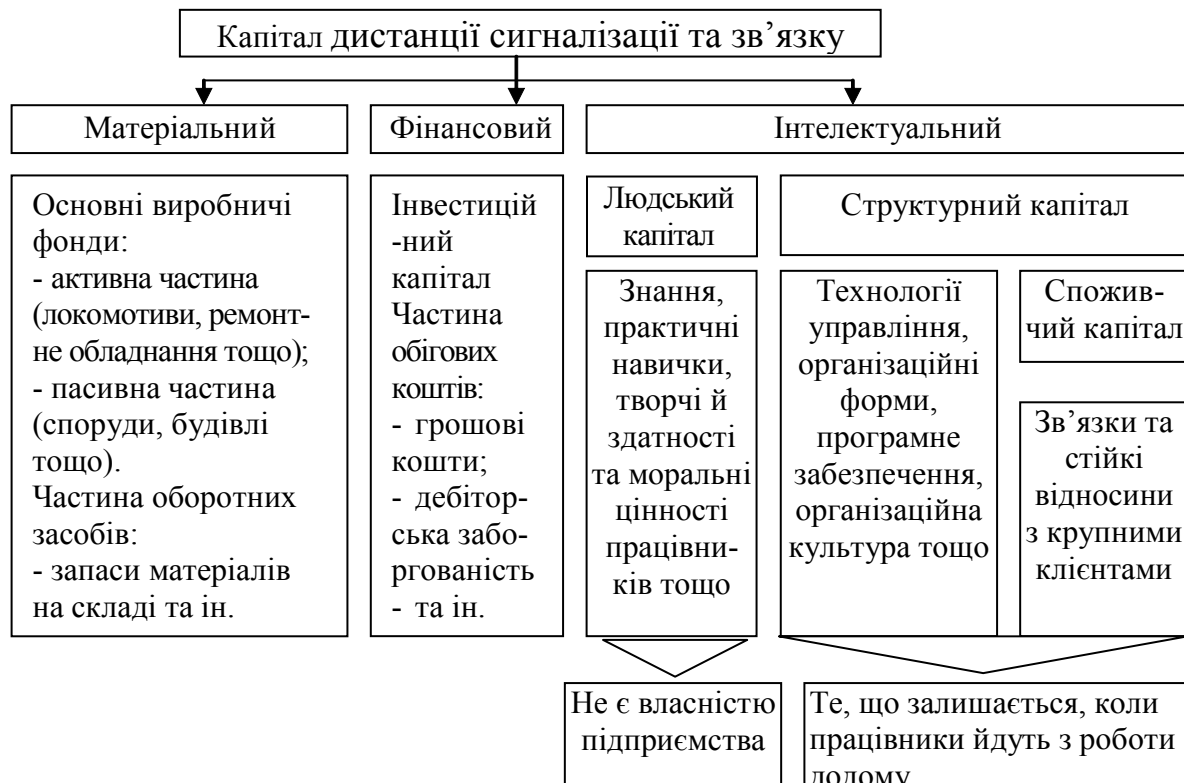 Капітал дистанції сигналізації та зв’язку
Матеріальний
Фінансовий
Інтелектуальний
Основні виробничі
фонди:
- активна частина
(локомотиви, ремонт-
не обладнання тощо);
- пасивна частина
(споруди, будівлі
тощо).
Частина оборотних
засобів:
- запаси матеріалів
на складі та ін.
Інвестицій
-ний
капітал
Частина
обігових
коштів:
- грошові
кошти;
- дебітор-
ська забо-
ргованість
- та ін.
Людський
капітал
Структурний капітал
Знання,
практичні
навички,
творчі й
здатності
та моральні
цінності
працівни-
ків тощо
Технології
управління,
організаційні
форми,
програмне
забезпечення,
організаційна
культура тощо
Спожив-
чий капітал
Зв’язки та
стійкі
відносини
з крупними
клієнтами
Не є власністю
підприємства
Те, що залишається, коли
працівники йдуть з роботи
додому